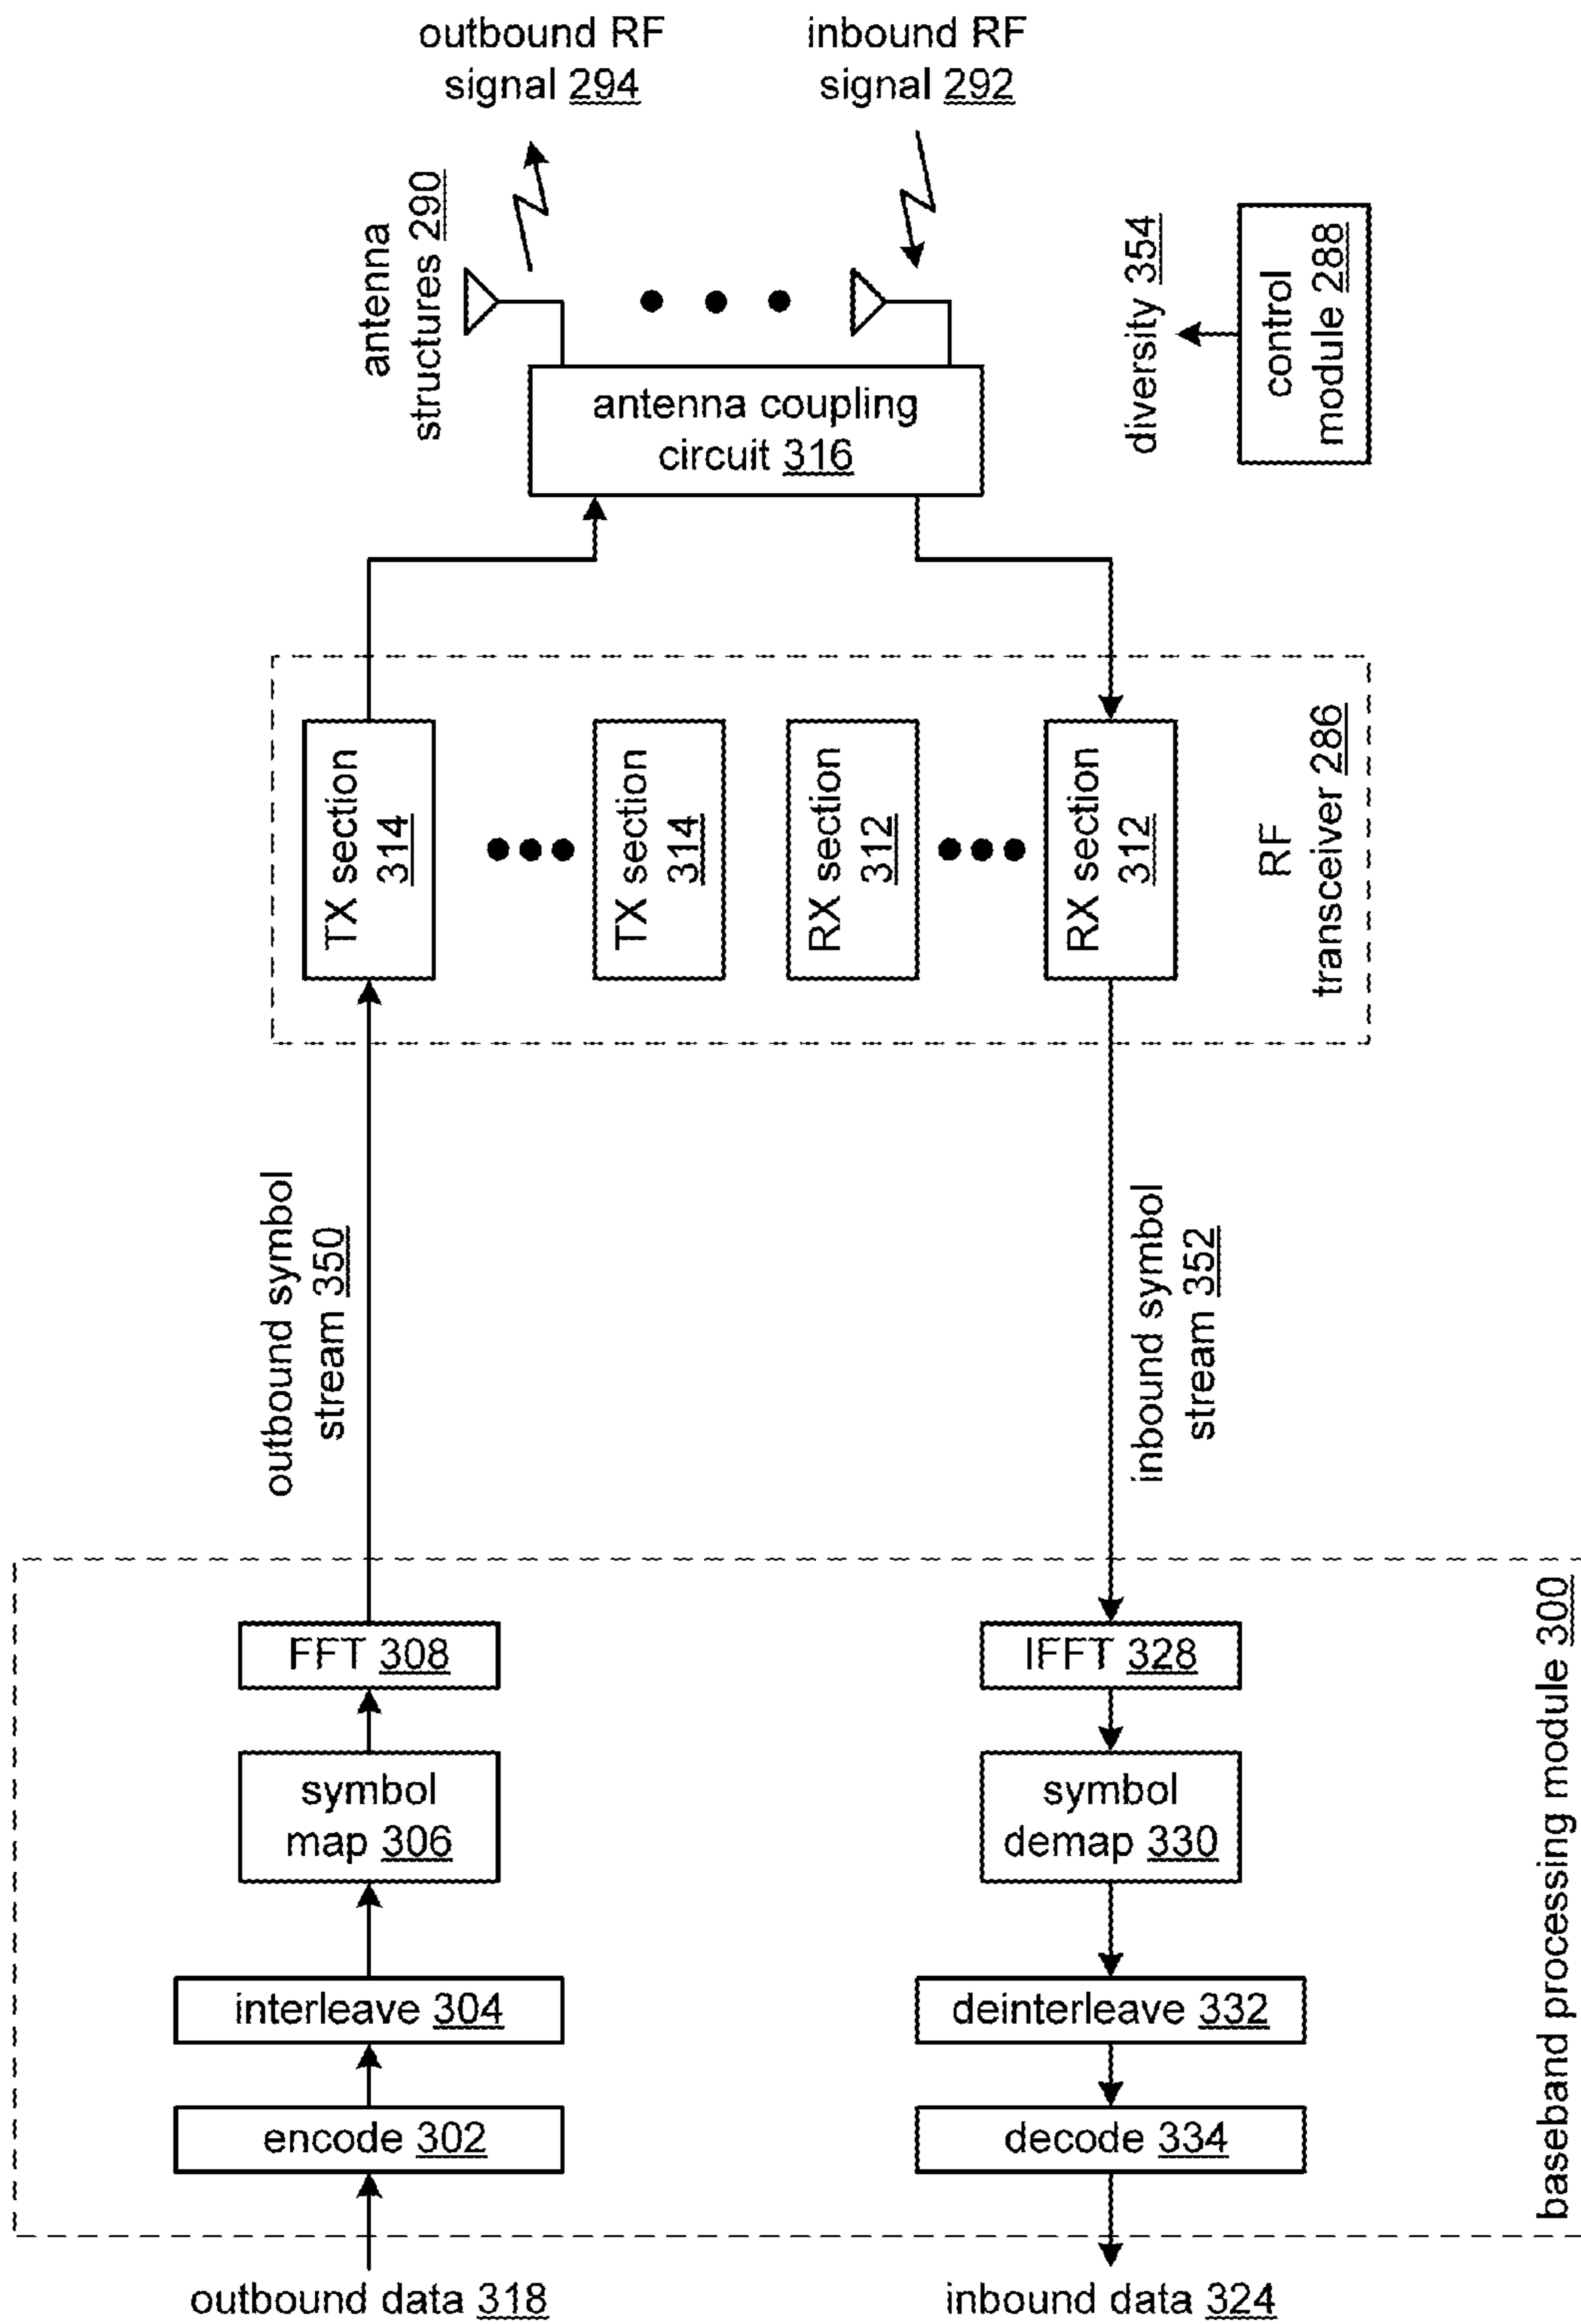 outbound RF
signal 294
inbound RF
signal 292
antenna
structures 290
antenna coupling
circuit 316
diversity 354
control
module 288
TX section
314
TX section
314
RX section
312
RX section
312
RF
transceiver 286
outbound symbol
stream 350
inbound symbol
stream 352
FFT 308
IFFT 328
symbol
map 306
symbol
demap 330
interleave 304
deinterleave 332
encode 302
decode 334
baseband processing module 300
outbound data 318
inbound data 324